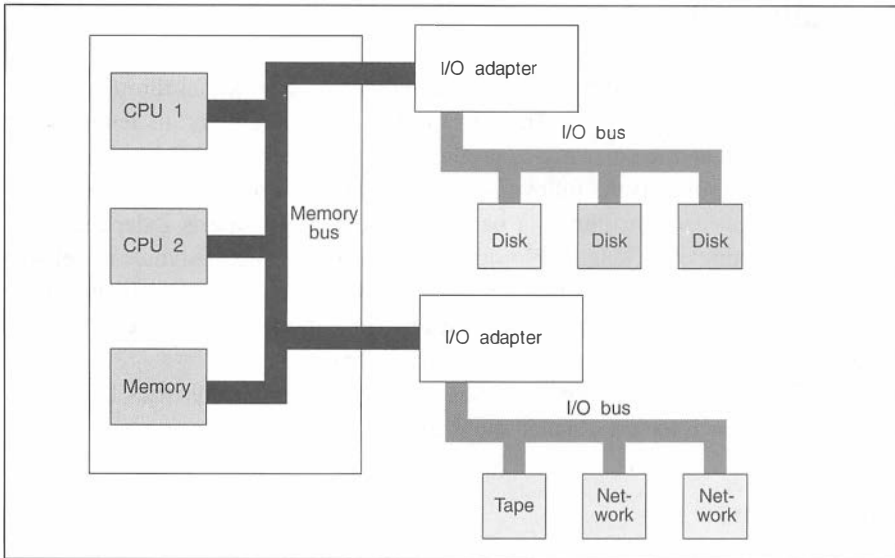 I/O adapter
CPU 1
I/O bus
Memory
bus
CPU 2
Disk
Disk
Disk
I/O adapter
Memory
I/O bus
Tape
Net-
work
Net-
work